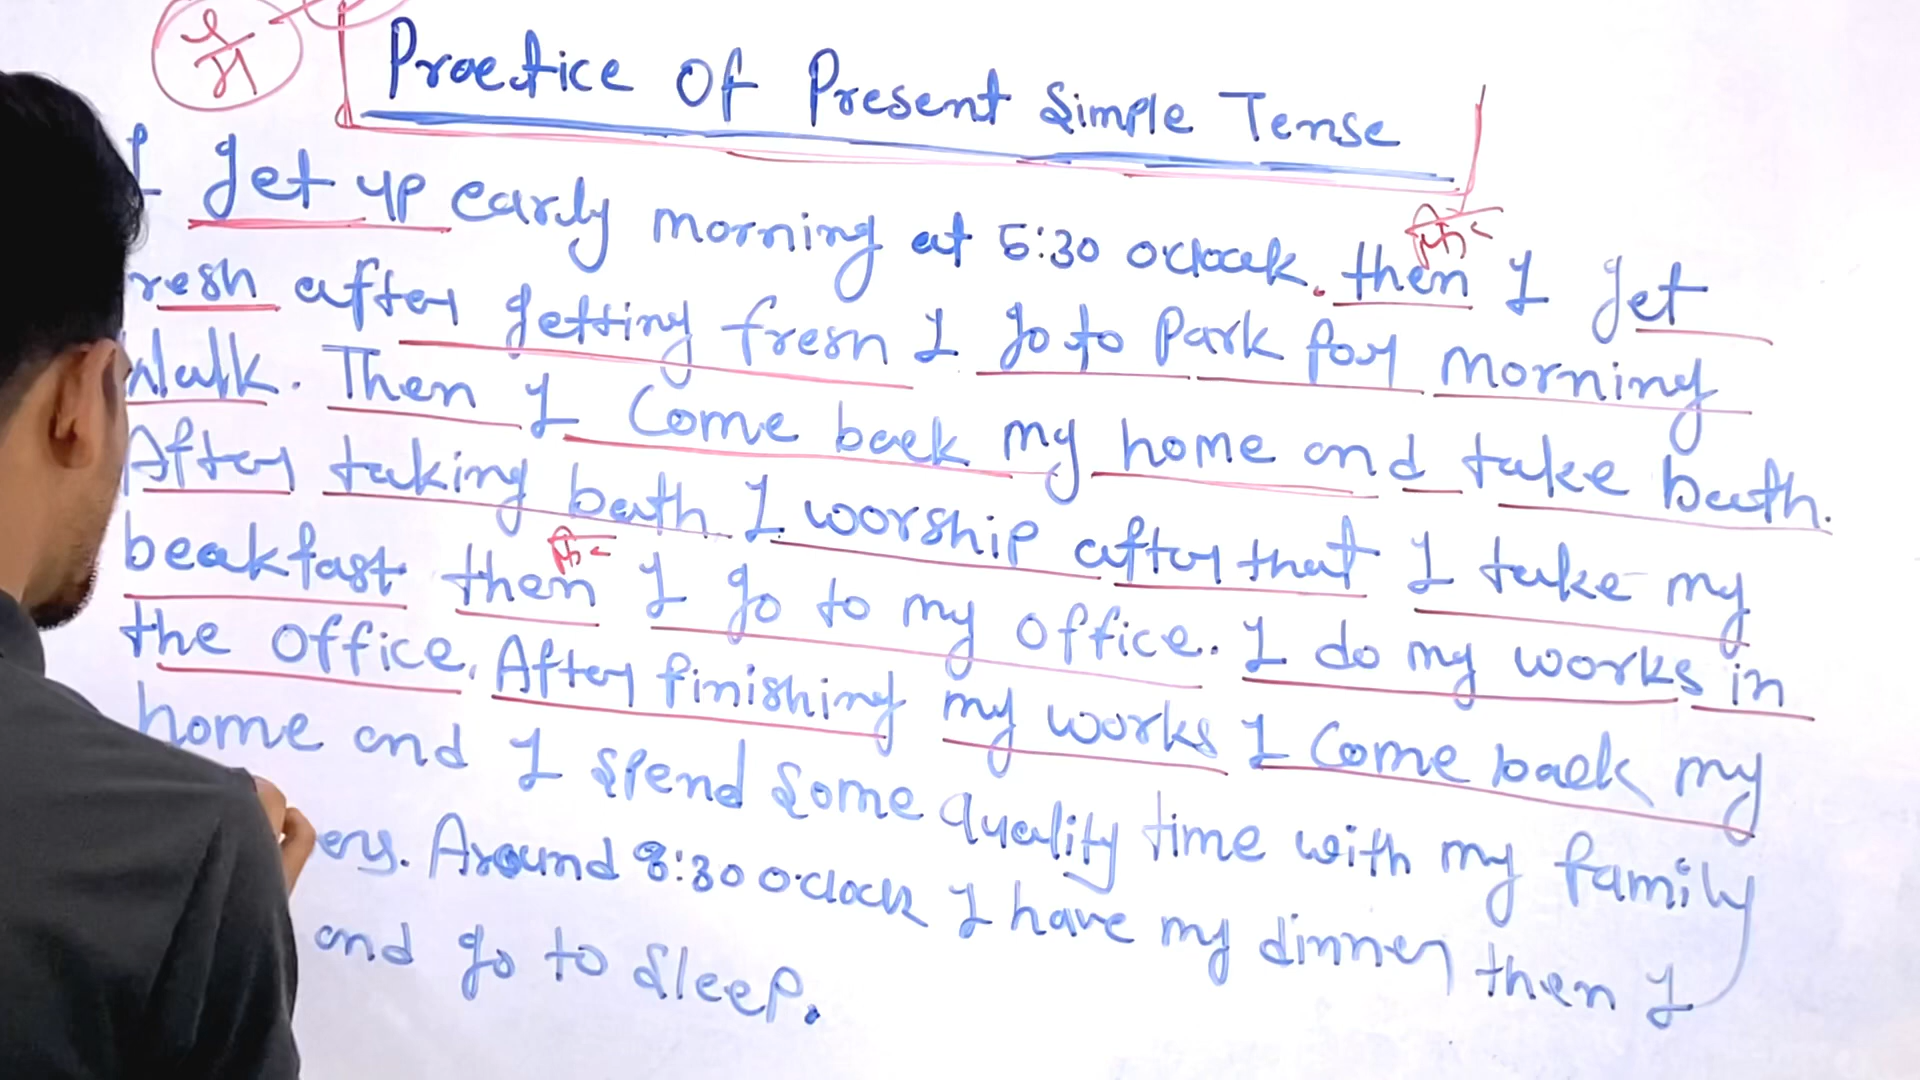 Practice Of Present Simple Tense
I get up early morning at 5:30 o'clock. then I get
resh after getting fresh I go to Park for morning
Walk. Then I Come back my home and take bath.
After taking bath I worship after that I take my
beakfast then I go to my office. I do my works in
the office. After finishing my works I Come back my
home and I spend some quality time with my family
ers. Around 8:30 o'clock I have my dinner then I
and go to sleep.